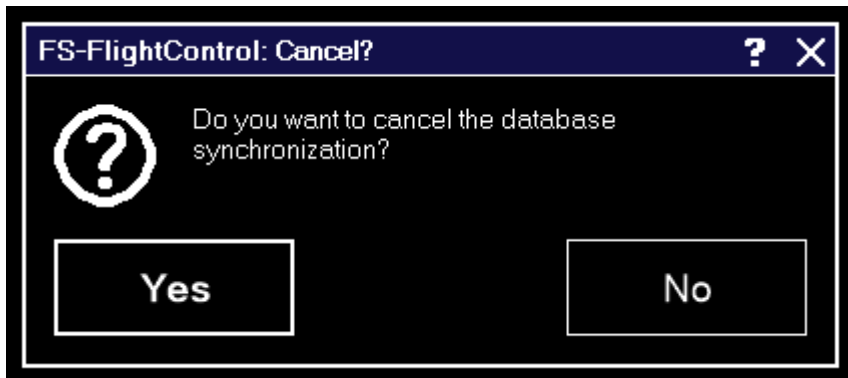 FS-FlightControl: Cancel? ? X
Do you want to cancel the database
synchronization?
?
Yes No